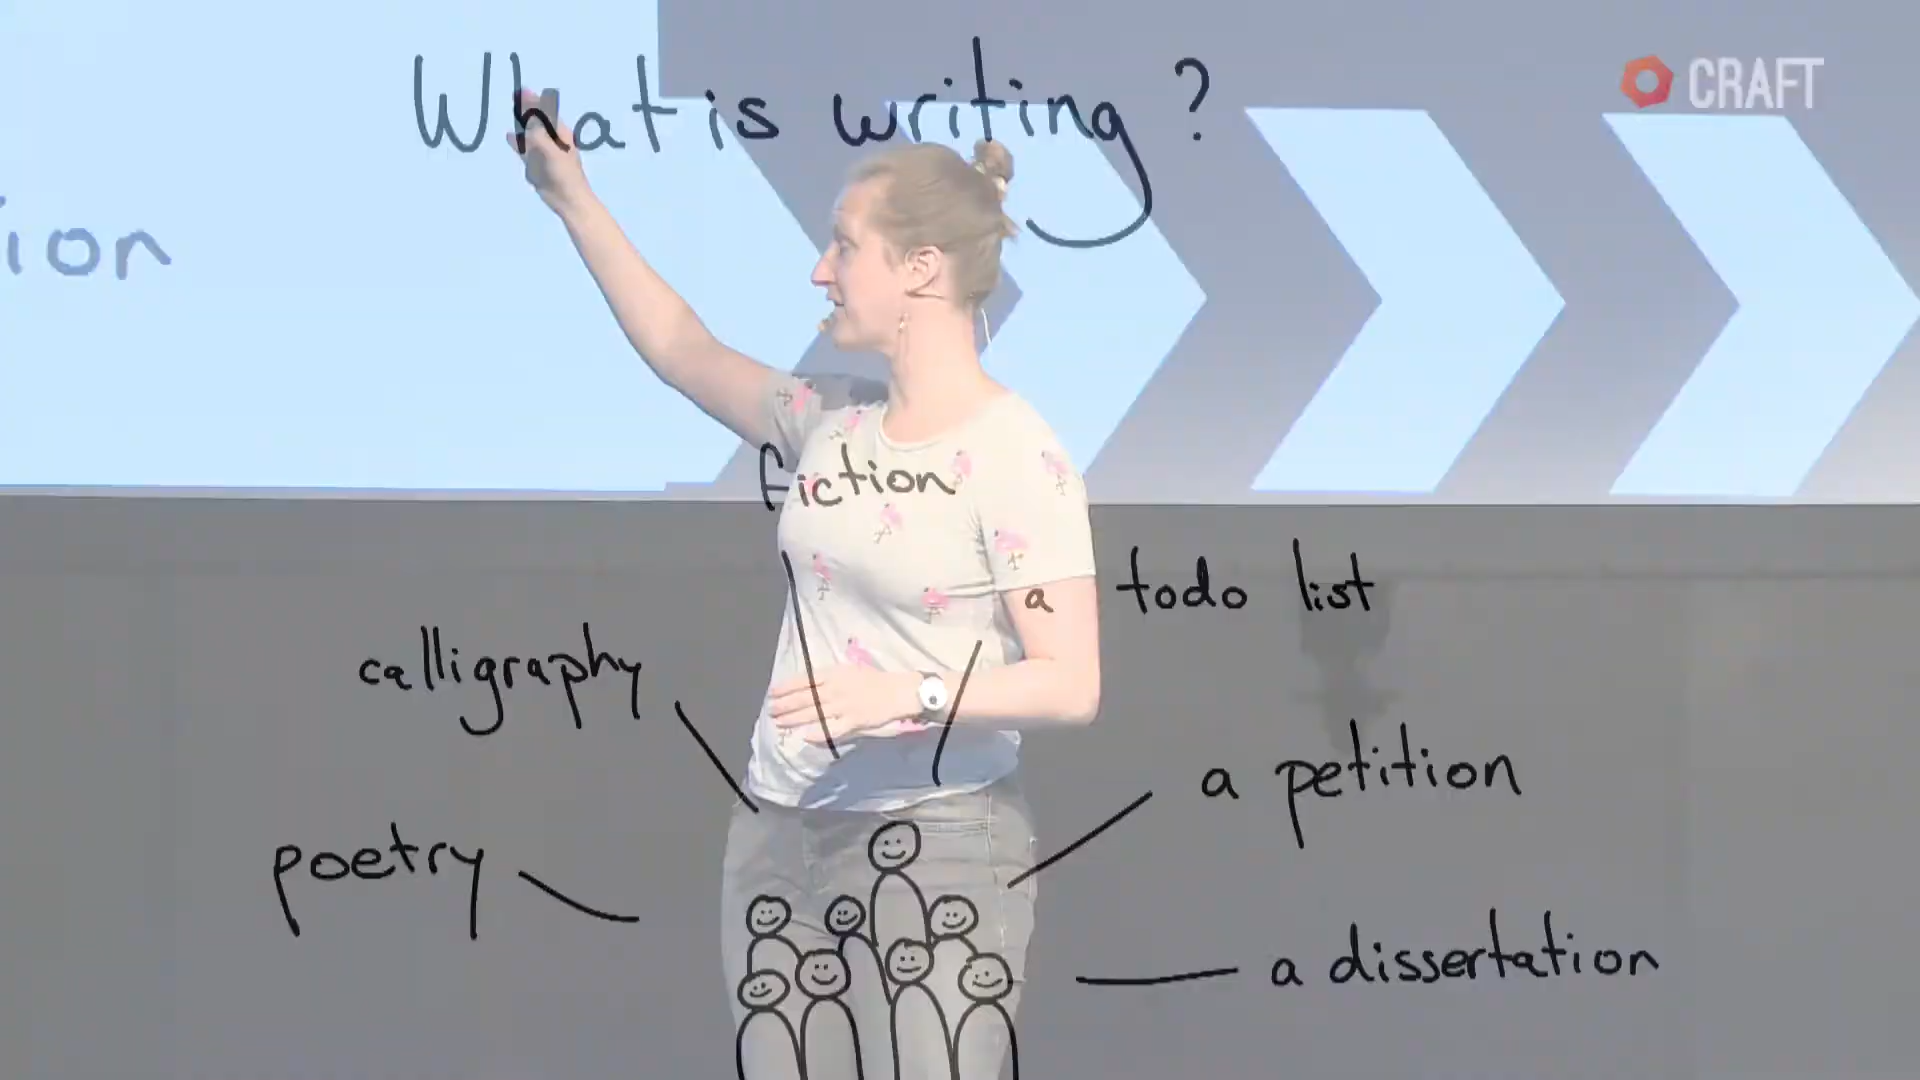 What is writing?
CRAFT
ion
fiction
a todo list
calligraphy
a petition
poetry
a dissertation